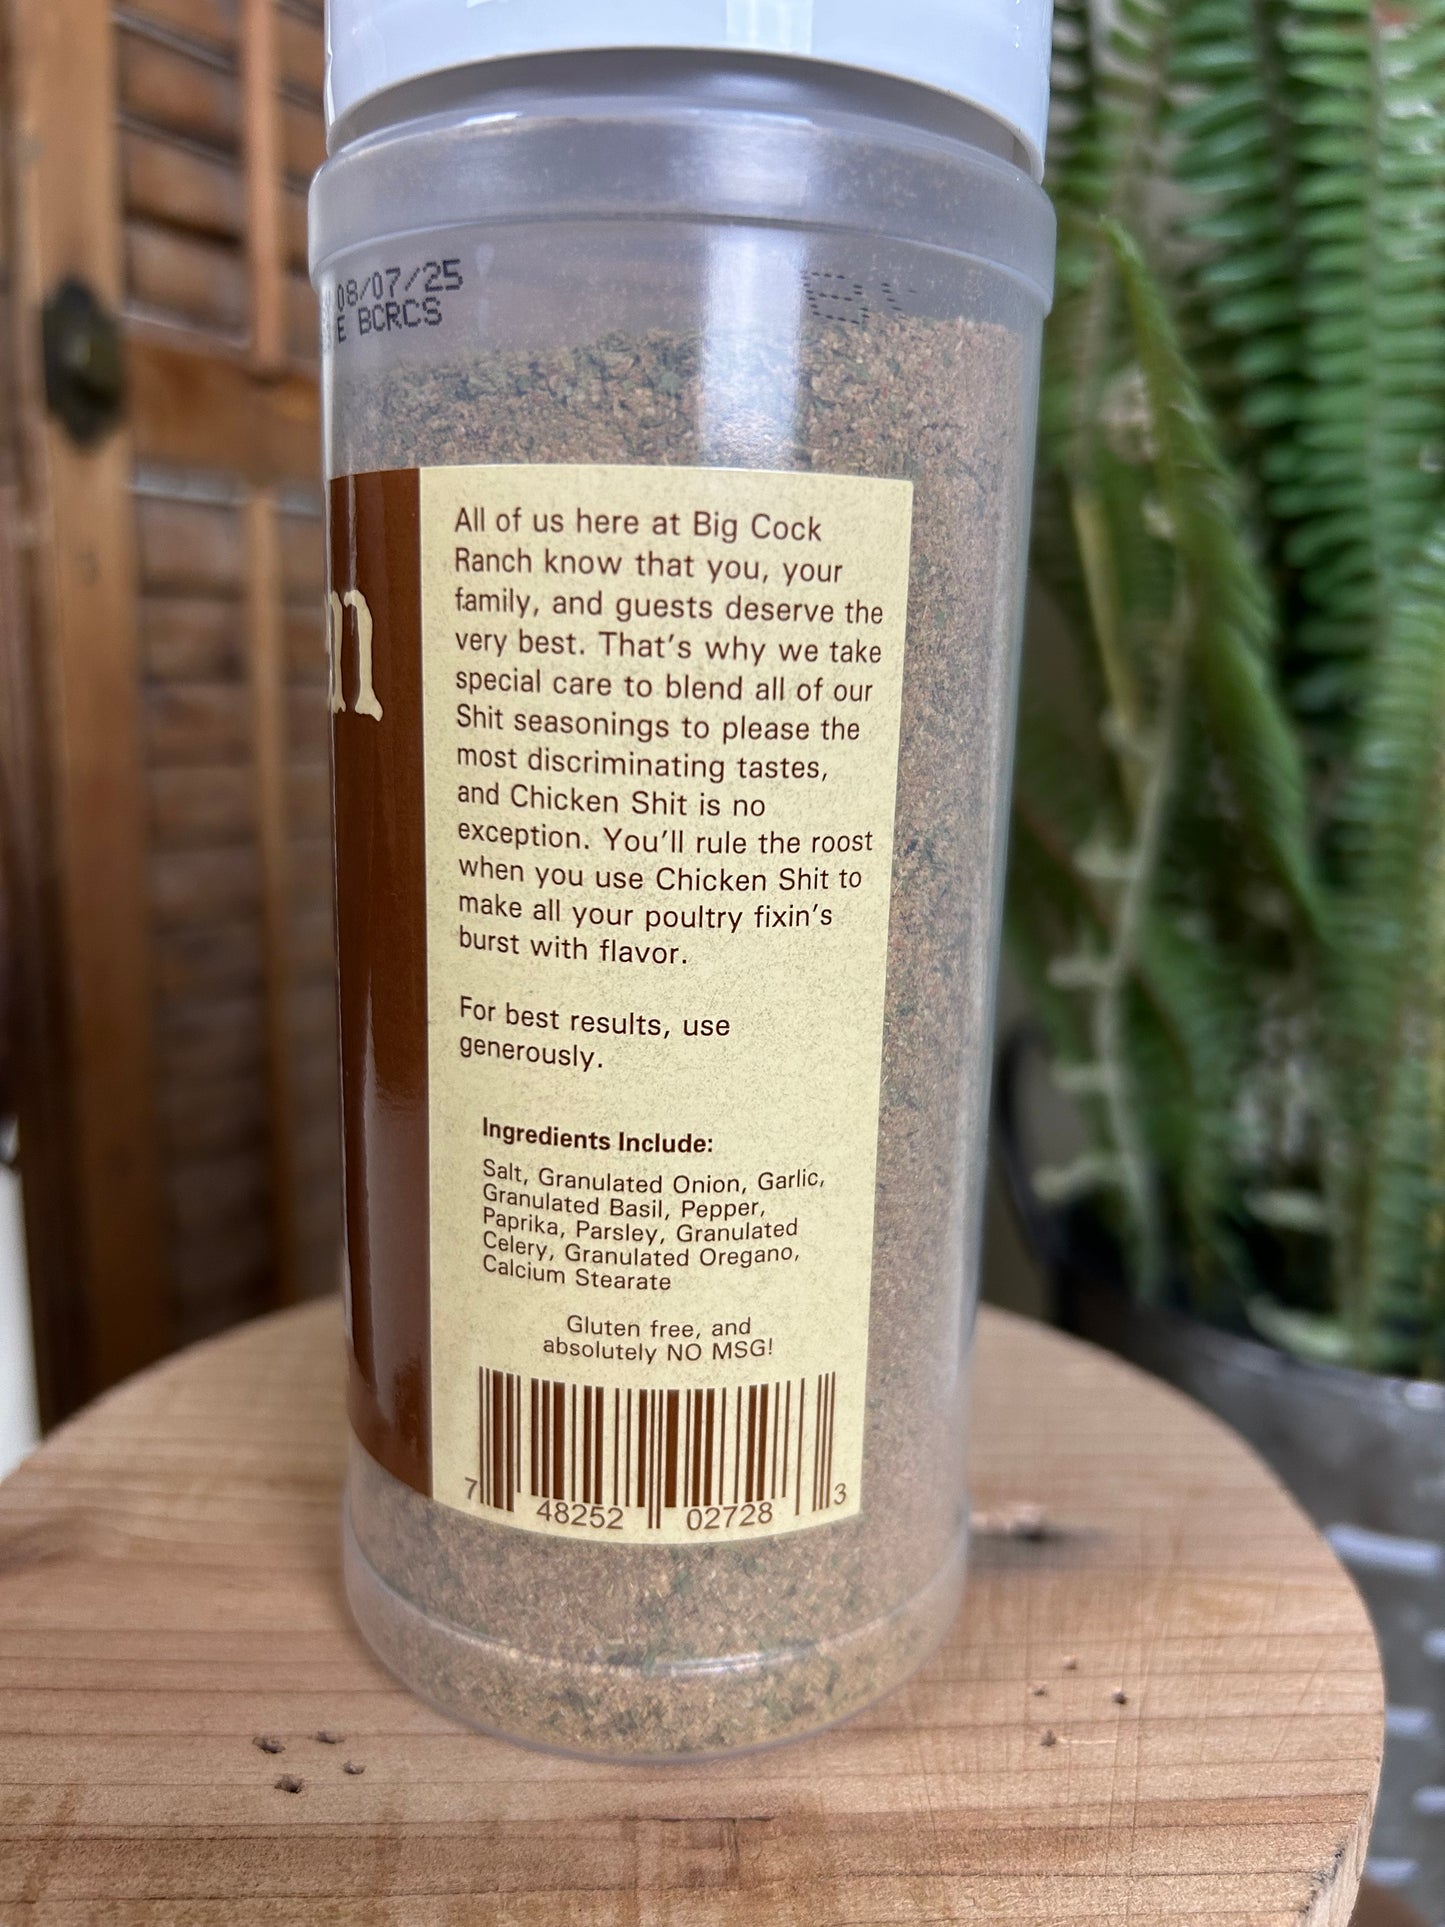 08/07/25
E BCRCS
All of us here at Big Cock
Ranch know that you, your
family, and guests deserve the
very best. That's why we take
special care to blend all of our
Shit seasonings to please the
most discriminating tastes,
and Chicken Shit is no
exception. You'll rule the roost
when you use Chicken Shit to
make all your poultry fixin's
burst with flavor.
For best results, use
generously.
Ingredients Include:
Salt, Granulated Onion, Garlic,
Granulated Basil, Pepper,
Paprika, Parsley, Granulated
Celery, Granulated Oregano,
Calcium Stearate
Gluten free, and
absolutely NO MSG!
7 48252 02728 3